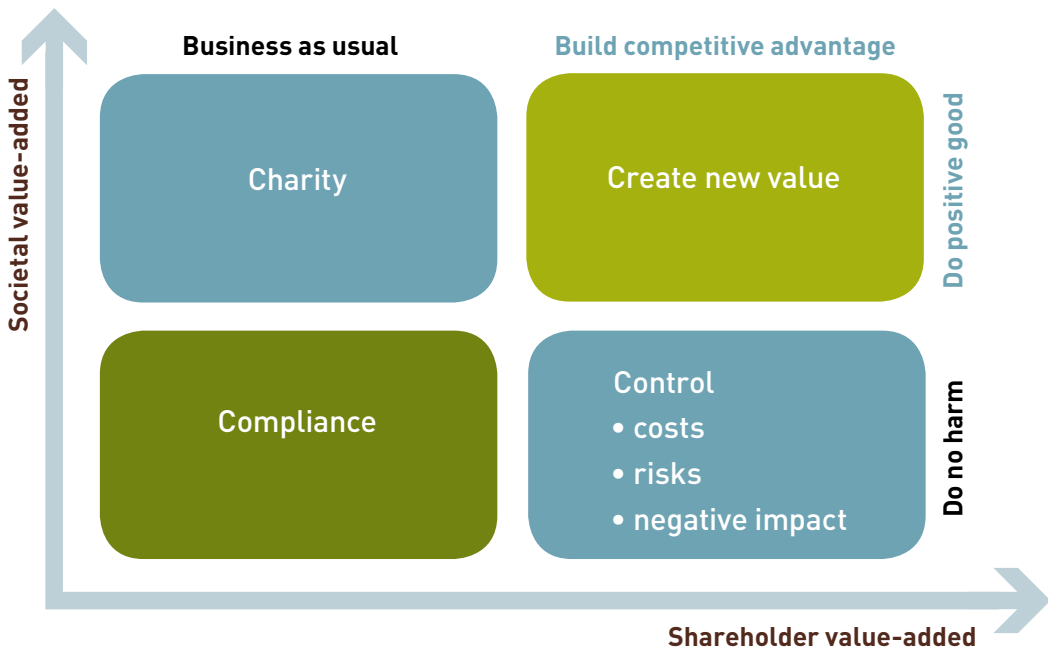 Business as usual
Build competitive advantage
Societal value-added
Charity
Create new value
Do positive good
Compliance
Control
• costs
• risks
• negative impact
Do no harm
Shareholder value-added